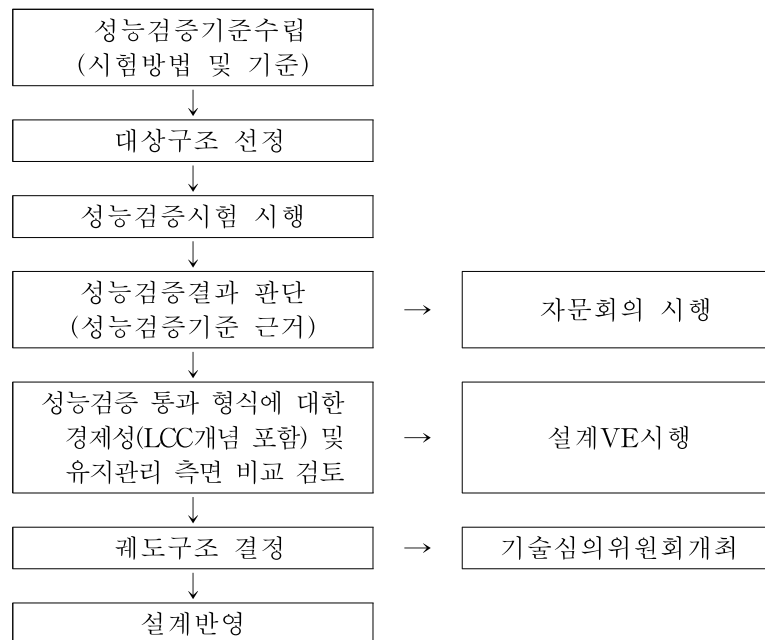 성능검증기준수립
(시험방법 및 기준)
대상구조 선정
성능검증시험 시행
성능검증결과 판단
(성능검증기준 근거)
→
자문회의 시행
성능검증 통과 형식에 대한
경제성(LCC개념 포함) 및
유지관리 측면 비교 검토
→
설계VE시행
궤도구조 결정
→
기술심의위원회개최
설계반영